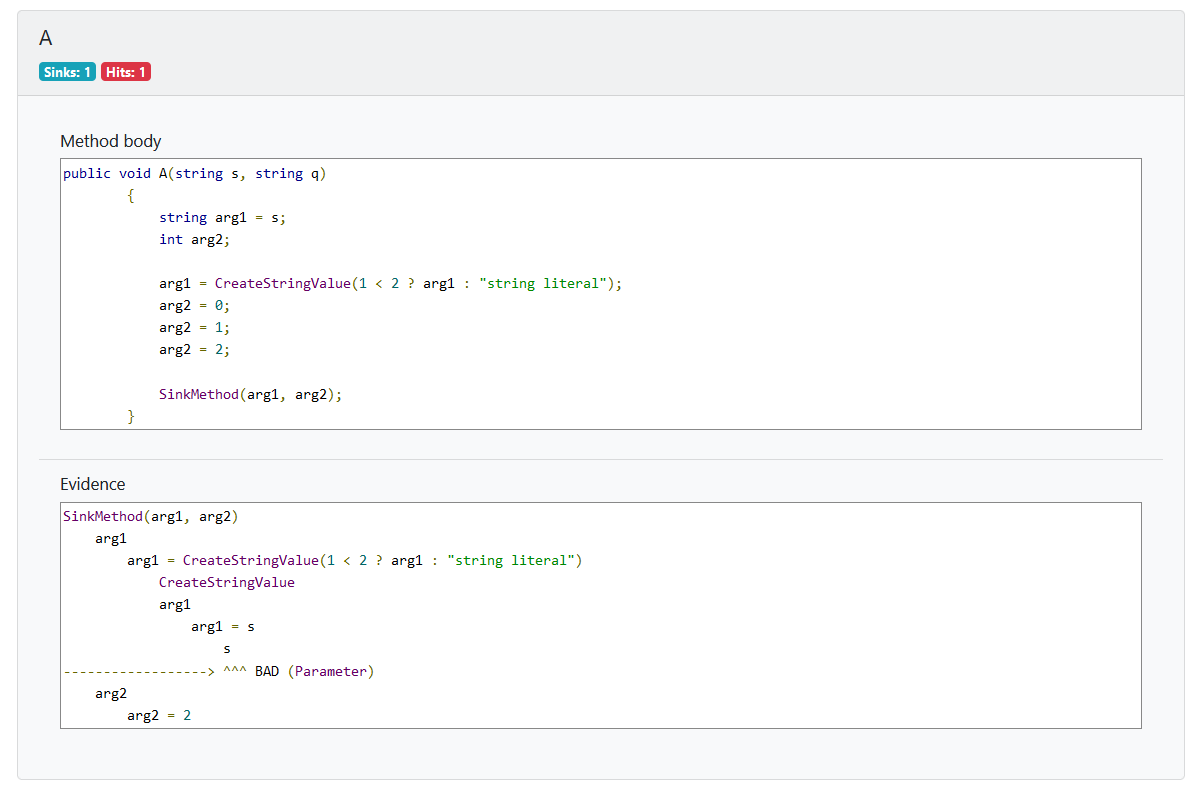 A
Sinks: 1 Hits: 1
Method body
public void A(string s, string q)
{
string arg1 = s;
int arg2;
arg1 = CreateStringValue(1 < 2 ? arg1 : "string literal");
arg2 = 0;
arg2 = 1;
arg2 = 2;
SinkMethod(arg1, arg2);
}
Evidence
SinkMethod(arg1, arg2)
arg1
arg1 = CreateStringValue(1 < 2 ? arg1 : "string literal")
CreateStringValue
arg1
arg1 = s
s
------------------> ^^^ BAD (Parameter)
arg2
arg2 = 2